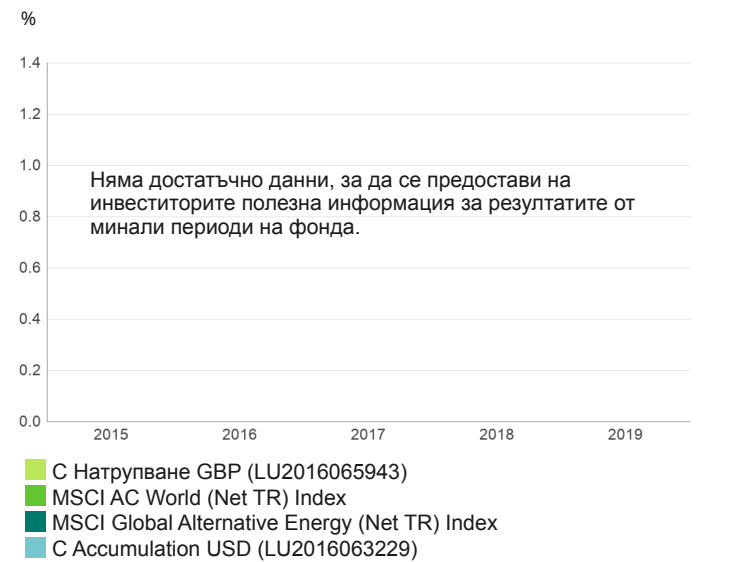 %
1.4
1.2
1.0
Няма достатъчно данни, за да се предостави на
инвеститорите полезна информация за резултатите от
минали периоди на фонда.
0.8
0.6
0.4
0.2
0.0
2015 2016 2017 2018 2019
С Натрупване GBP (LU2016065943)
MSCI AC World (Net TR) Index
MSCI Global Alternative Energy (Net TR) Index
C Accumulation USD (LU2016063229)